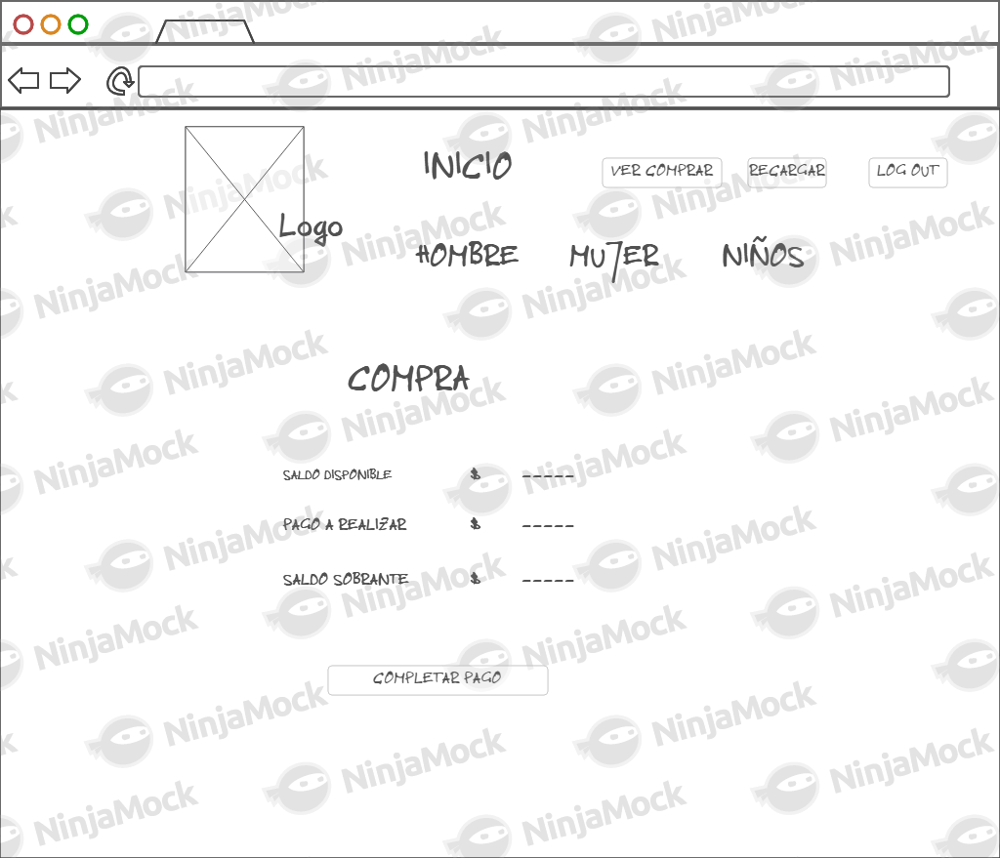 INICIO
VER COMPRAR RECARGAR LOG OUT
Logo
HOMBRE MUJER NIÑOS
COMPRA
SALDO DISPONIBLE $ -----
PAGO A REALIZAR $ -----
SALDO SOBRANTE $ -----
COMPLETAR PAGO
NinjaMock